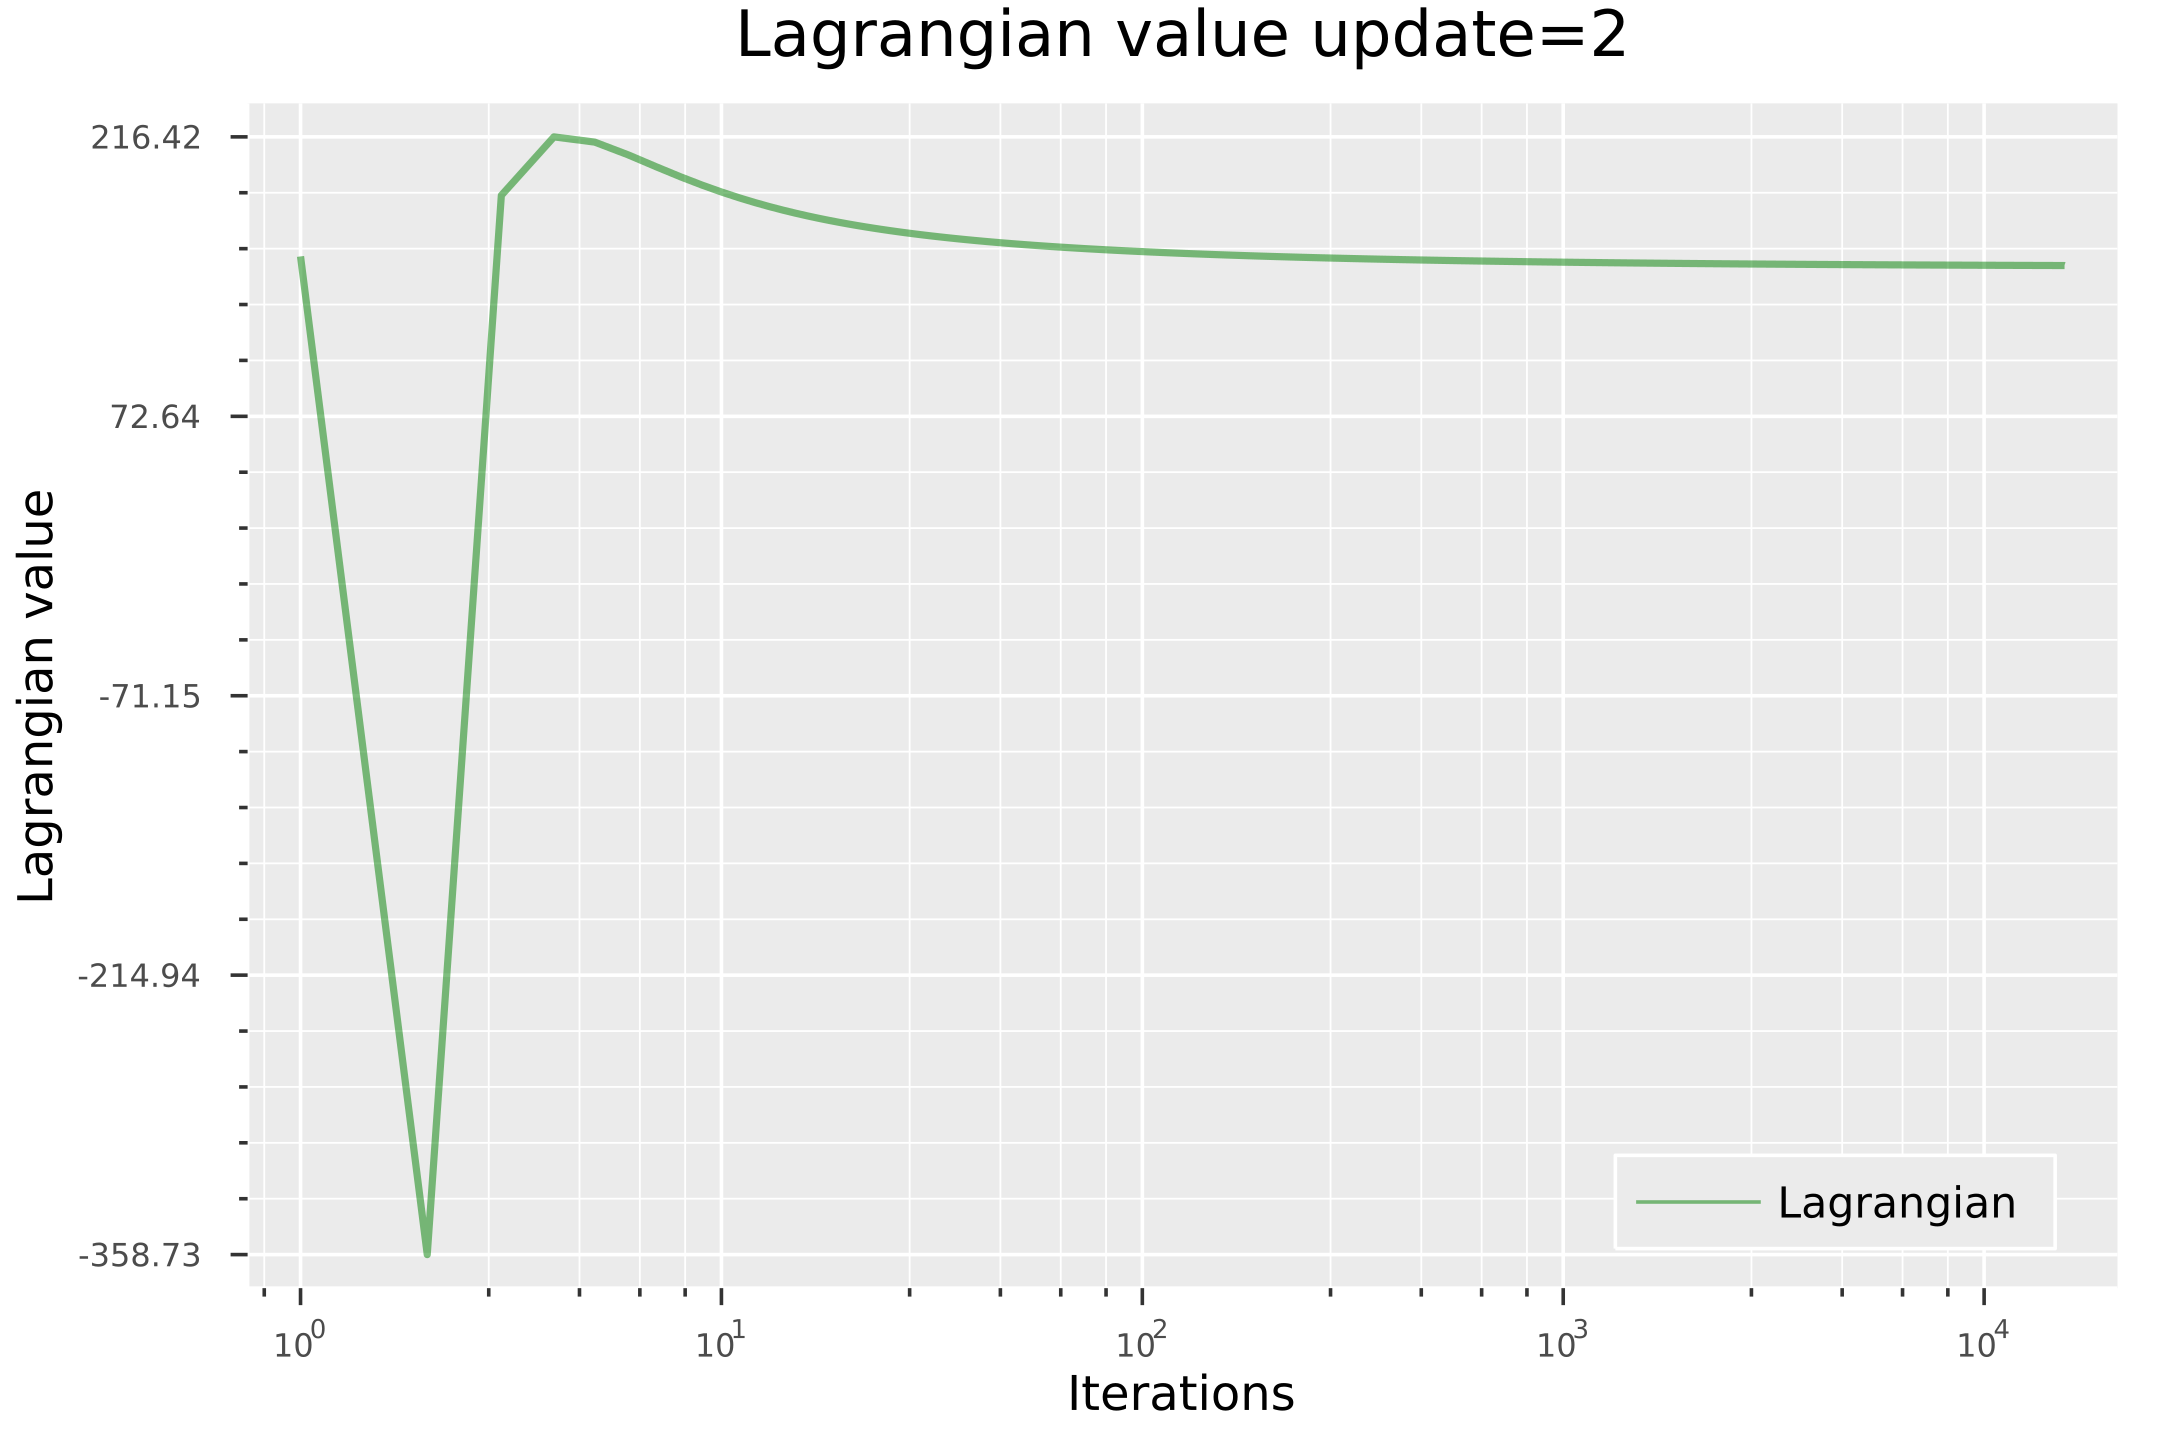 Lagrangian value update=2
216.42
72.64
-71.15
-214.94
-358.73
Lagrangian value
Lagrangian
10^0 10^1 10^2 10^3 10^4
Iterations